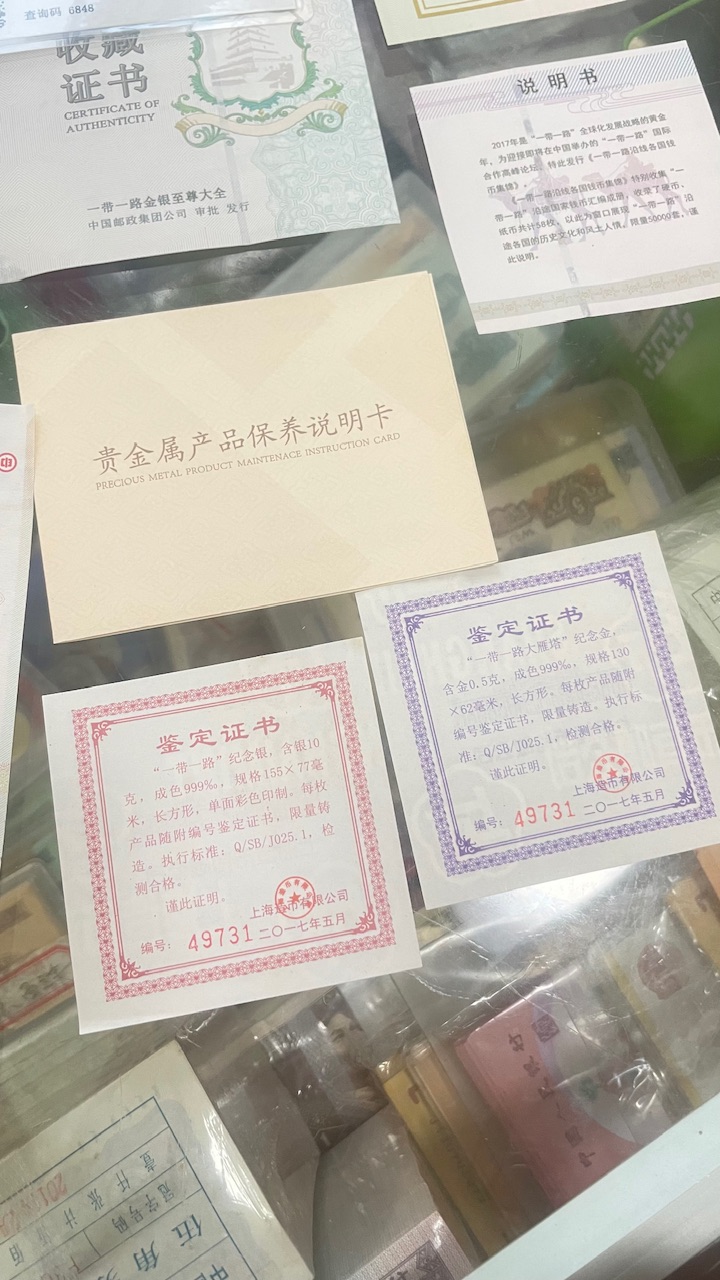 查询码 6848
收藏
证书
CERTIFICATE OF
AUTHENTICITY
一带一路金银至尊大全
中国邮政集团公司 审批 发行
说明书
2017年是“一带一路”全球化发展战略的黄金
年，为迎接即将在中国举办的“一带一路”国际
合作高峰论坛，特此发行《一带一路沿线各国钱
币集锦》。
一带一路沿线各国钱币集锦》特别收集“一
带一路”沿途国家钱币汇编成册，收录了硬币、
纸币共计58枚，以此为窗口展现“一带一路”沿
途各国的历史文化和风土人情。限量50000套，谨
此说明。
贵金属产品保养说明卡
PRECIOUS METAL PRODUCT MAINTENACE INSTRUCTION CARD
鉴定证书
“一带一路大雁塔”纪念金，
含金0.5克，成色999‰，规格130
×62毫米，长方形。每枚产品随附
编号鉴定证书，限量铸造。执行标
准：Q/SB/J025.1，检测合格。
谨此证明。
上海造币有限公司
编号： 49731 二〇一七年五月
鉴定证书
“一带一路”纪念银，含银10
克，成色999‰，规格155×77毫
米，长方形，单面彩色印制。每枚
产品随附编号鉴定证书，限量铸
造。执行标准：Q/SB/J025.1，检
测合格。
谨此证明。
上海造币有限公司
编号： 49731 二〇一七年五月
壹仟张计 佰
冠字号码
伍角
中国人民银行